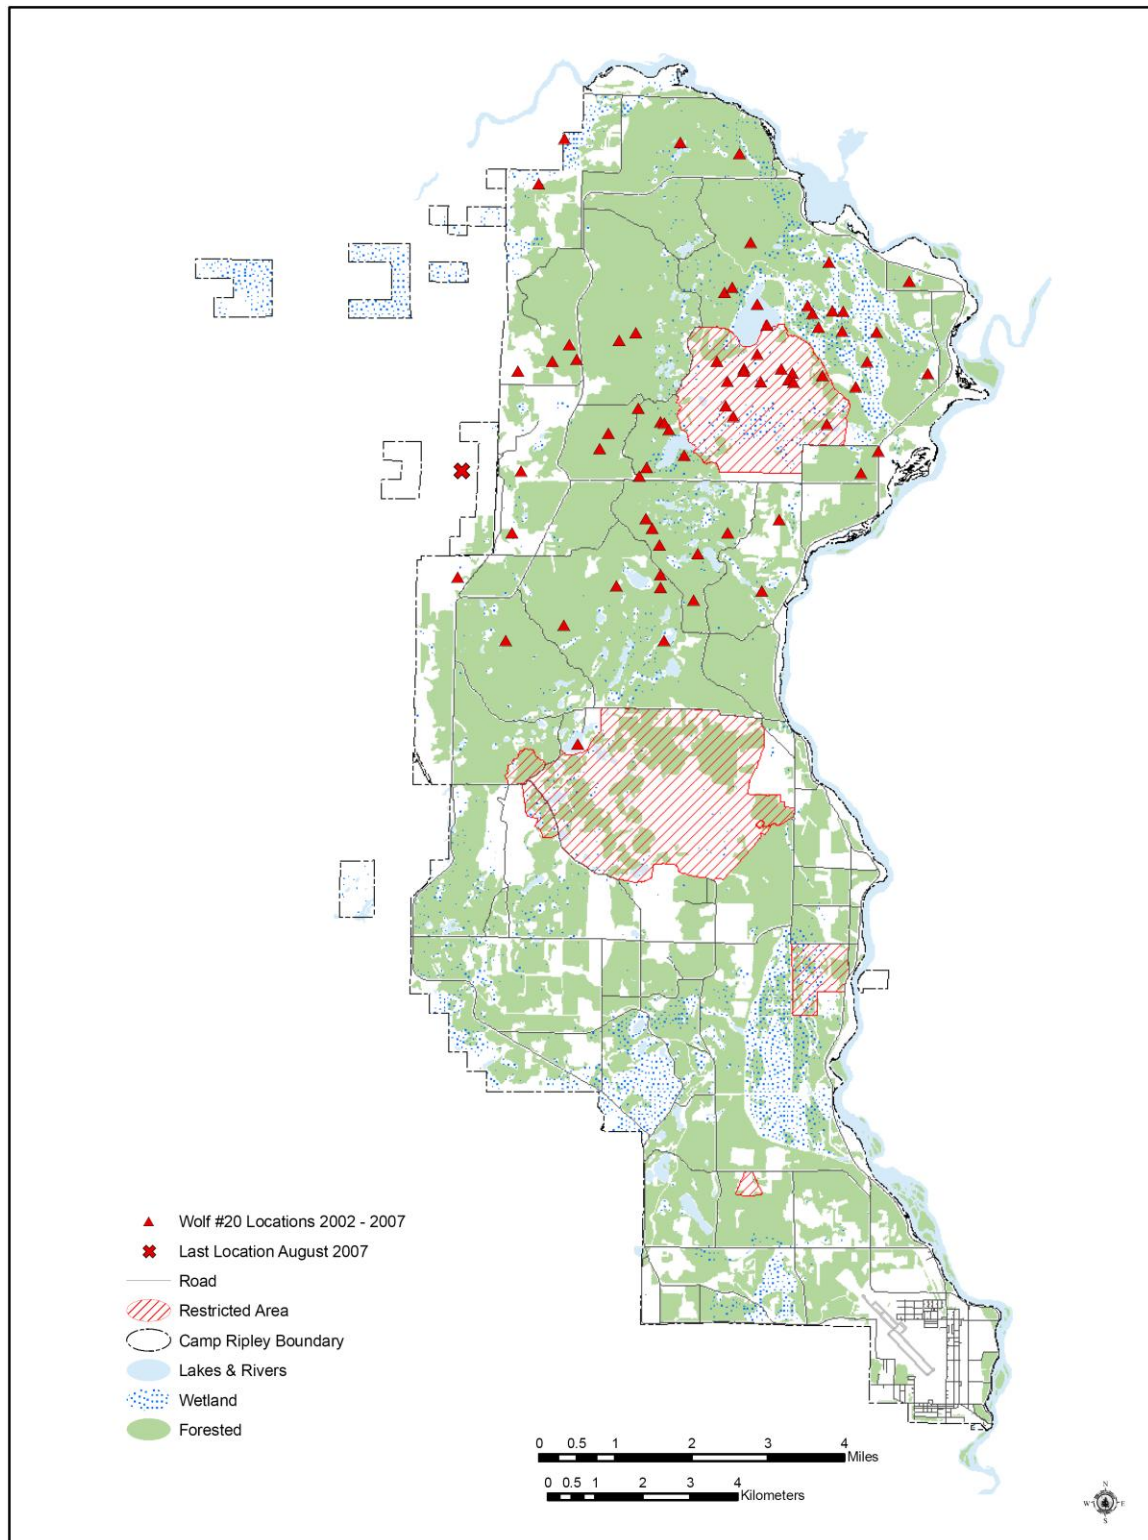 Wolf #20 Locations 2002 - 2007
Last Location August 2007
Road
Restricted Area
Camp Ripley Boundary
Lakes & Rivers
Wetland
Forested
0 0.5 1 2 3 4
Miles
0 0.5 1 2 3 4
Kilometers
N
W E
S